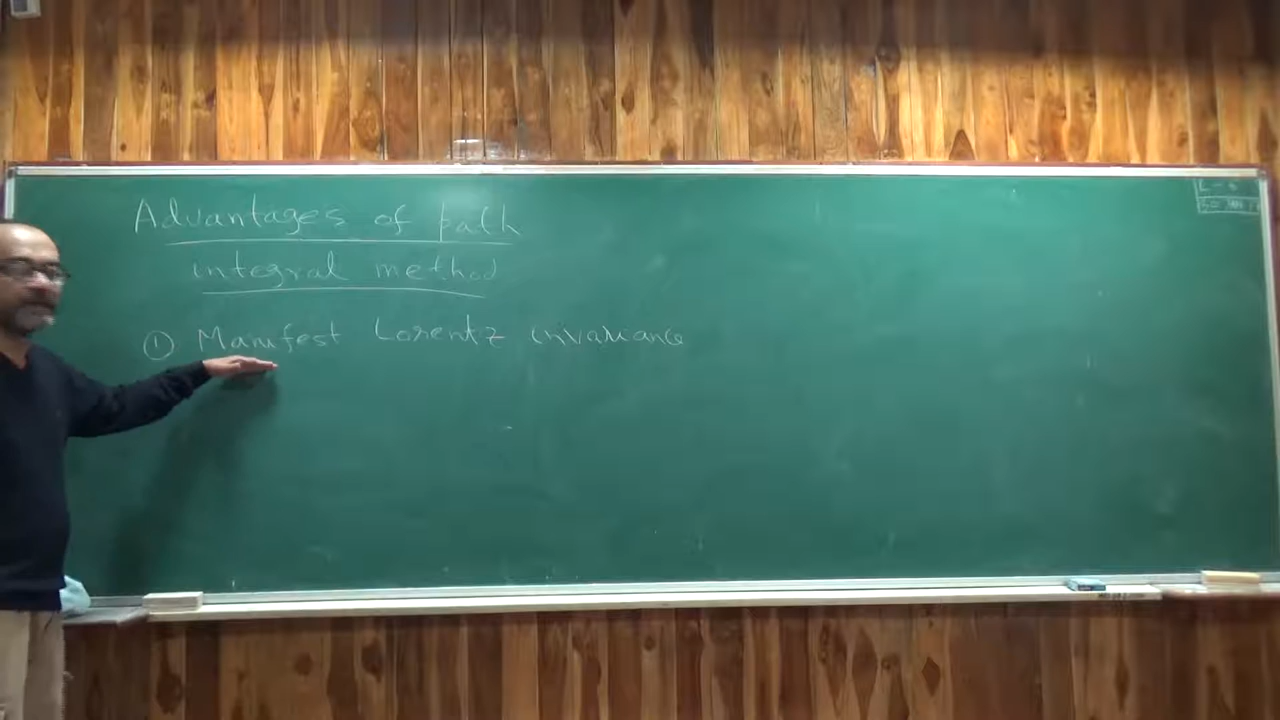 Advantages of path
integral method
① Manifest Lorentz invariance